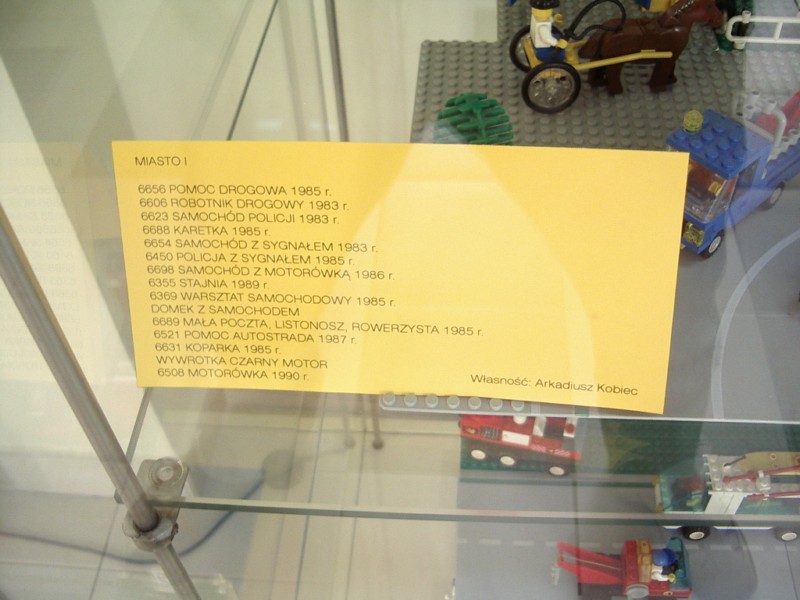 MIASTO I
6656 POMOC DROGOWA 1985 r.
6606 ROBOTNIK DROGOWY 1983 r.
6623 SAMOCHÓD POLICJI 1983 r.
6688 KARETKA 1985 r.
6654 SAMOCHÓD Z SYGNAŁEM 1983 r.
6450 POLICJA Z SYGNAŁEM 1985 r.
6698 SAMOCHÓD Z MOTORÓWKĄ 1986 r.
6355 STAJNIA 1989 r.
6369 WARSZTAT SAMOCHODOWY 1985 r.
DOMEK Z SAMOCHODEM
6689 MAŁA POCZTA, LISTONOSZ, ROWERZYSTA 1985 r.
6521 POMOC AUTOSTRADA 1987 r.
6631 KOPARKA 1985 r.
WYWROTKA CZARNY MOTOR
6508 MOTORÓWKA 1990 r.
Własność: Arkadiusz Kobiec